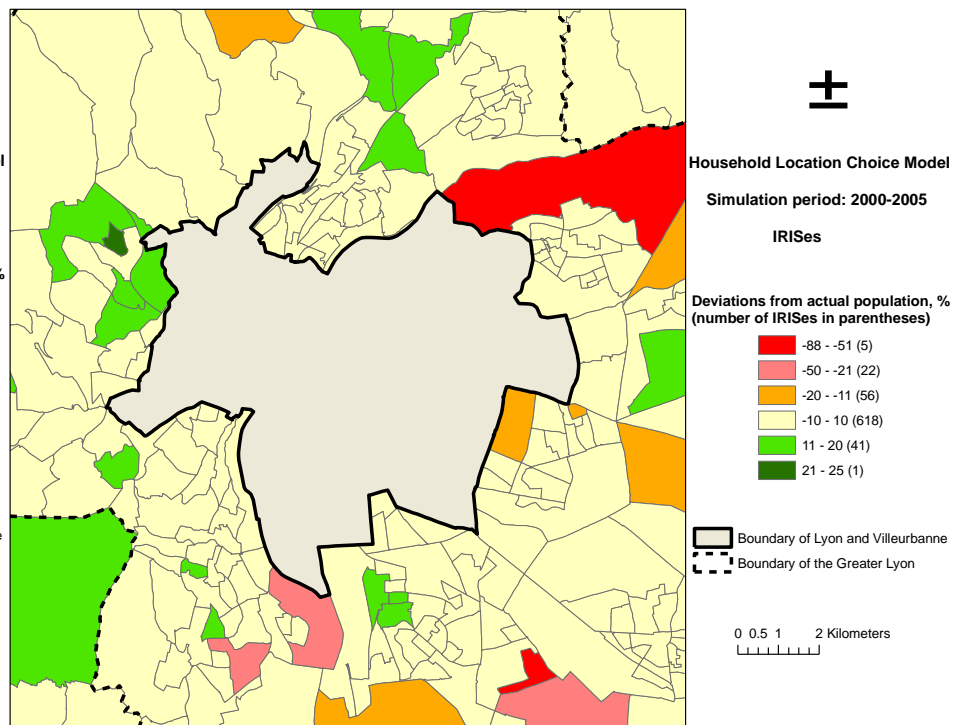 l
%
e
±
Household Location Choice Model
Simulation period: 2000-2005
IRISes
Deviations from actual population, %
(number of IRISes in parentheses)
-88 - -51 (5)
-50 - -21 (22)
-20 - -11 (56)
-10 - 10 (618)
11 - 20 (41)
21 - 25 (1)
Boundary of Lyon and Villeurbanne
Boundary of the Greater Lyon
0 0.5 1 2 Kilometers